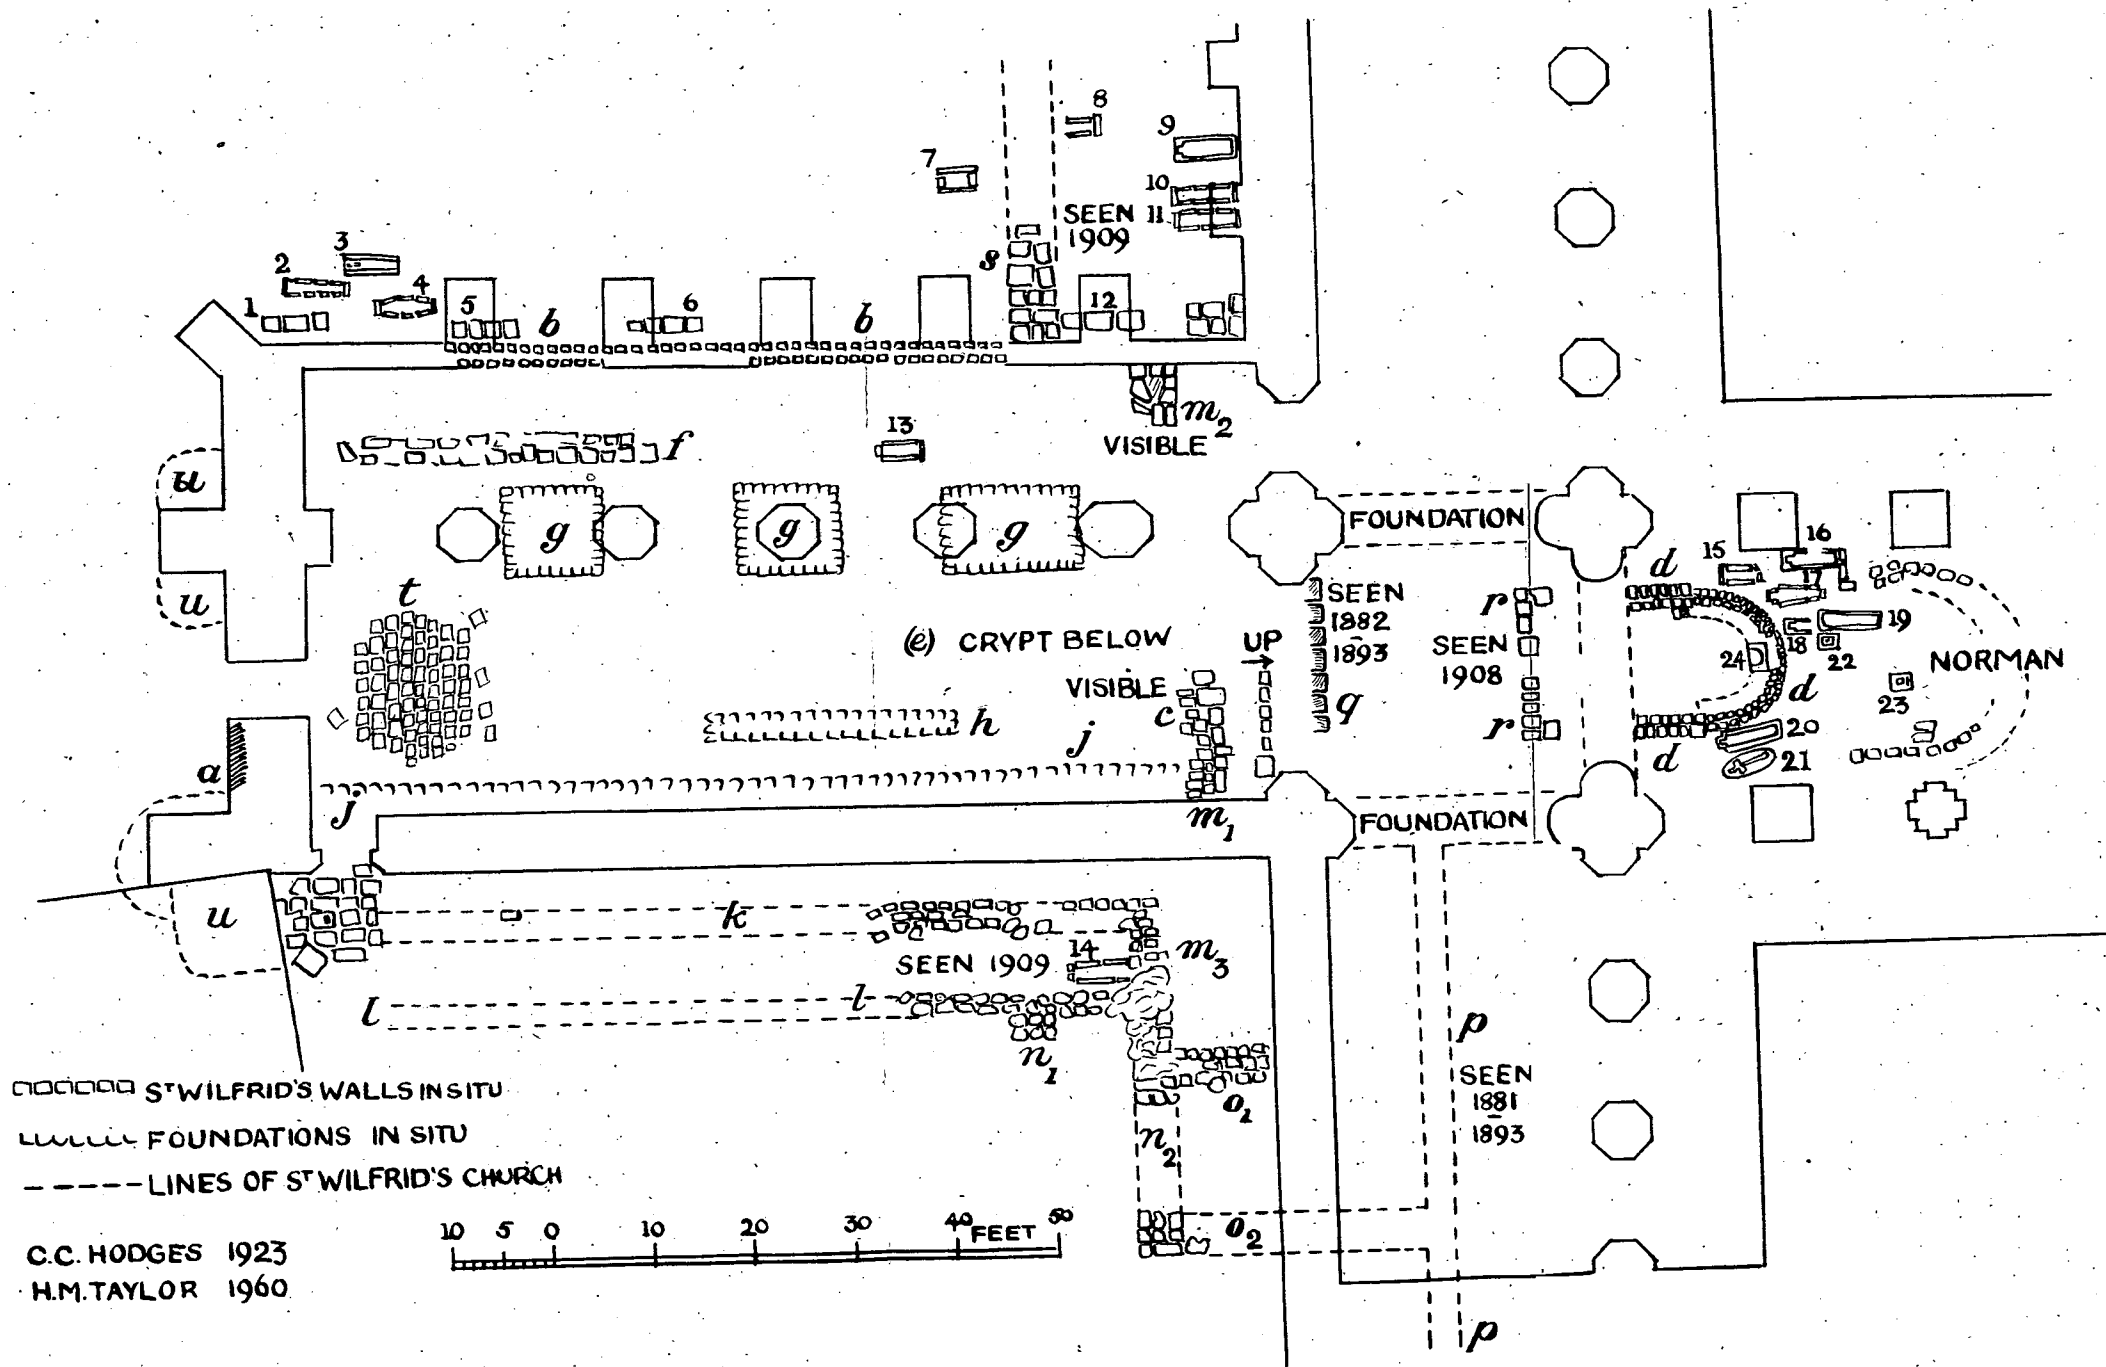 8
9
7
10
SEEN 11
1909
3
2
s
4
1
5
b
6
b
12
m2
VISIBLE
13
f
u
g
g
g
FOUNDATION
16
15
d
17
t
u
SEEN
1882
-
1893
r
(e) CRYPT BELOW
UP
SEEN
1908
19
18
22
24
NORMAN
VISIBLE
c
q
d
23
h
j
r
20
d
21
a
j
m1
FOUNDATION
u
k
m3
14
SEEN 1909
l
l
n1
p
SEEN
1881
-
1893
o1
n2
o2
p
▭▭▭▭▭▭ ST WILFRID'S WALLS IN SITU
FOUNDATIONS IN SITU
LINES OF ST WILFRID'S CHURCH
10 5 0 10 20 30 40 FEET 50
C.C. HODGES 1923
H.M. TAYLOR 1960